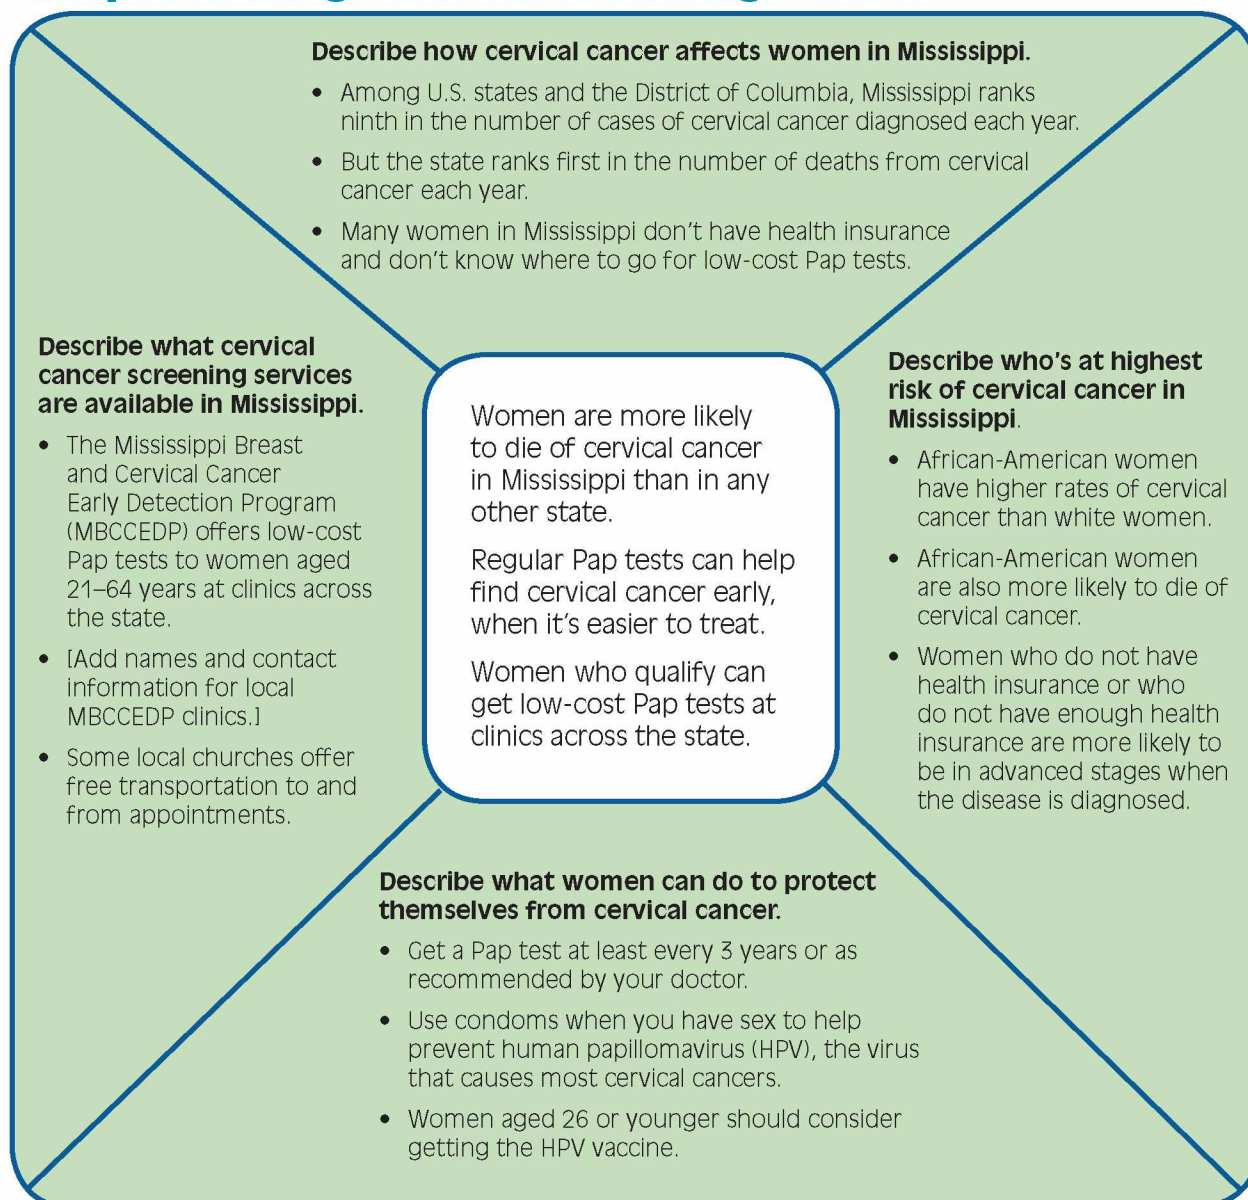 Describe how cervical cancer affects women in Mississippi.
• Among U.S. states and the District of Columbia, Mississippi ranks
ninth in the number of cases of cervical cancer diagnosed each year.
• But the state ranks first in the number of deaths from cervical
cancer each year.
• Many women in Mississippi don't have health insurance
and don't know where to go for low-cost Pap tests.
Describe what cervical
cancer screening services
are available in Mississippi.
• The Mississippi Breast
and Cervical Cancer
Early Detection Program
(MBCCEDP) offers low-cost
Pap tests to women aged
21–64 years at clinics across
the state.
• [Add names and contact
information for local
MBCCEDP clinics.]
• Some local churches offer
free transportation to and
from appointments.
Women are more likely
to die of cervical cancer
in Mississippi than in any
other state.
Regular Pap tests can help
find cervical cancer early,
when it's easier to treat.
Women who qualify can
get low-cost Pap tests at
clinics across the state.
Describe who's at highest
risk of cervical cancer in
Mississippi.
• African-American women
have higher rates of cervical
cancer than white women.
• African-American women
are also more likely to die of
cervical cancer.
• Women who do not have
health insurance or who
do not have enough health
insurance are more likely to
be in advanced stages when
the disease is diagnosed.
Describe what women can do to protect
themselves from cervical cancer.
• Get a Pap test at least every 3 years or as
recommended by your doctor.
• Use condoms when you have sex to help
prevent human papillomavirus (HPV), the virus
that causes most cervical cancers.
• Women aged 26 or younger should consider
getting the HPV vaccine.